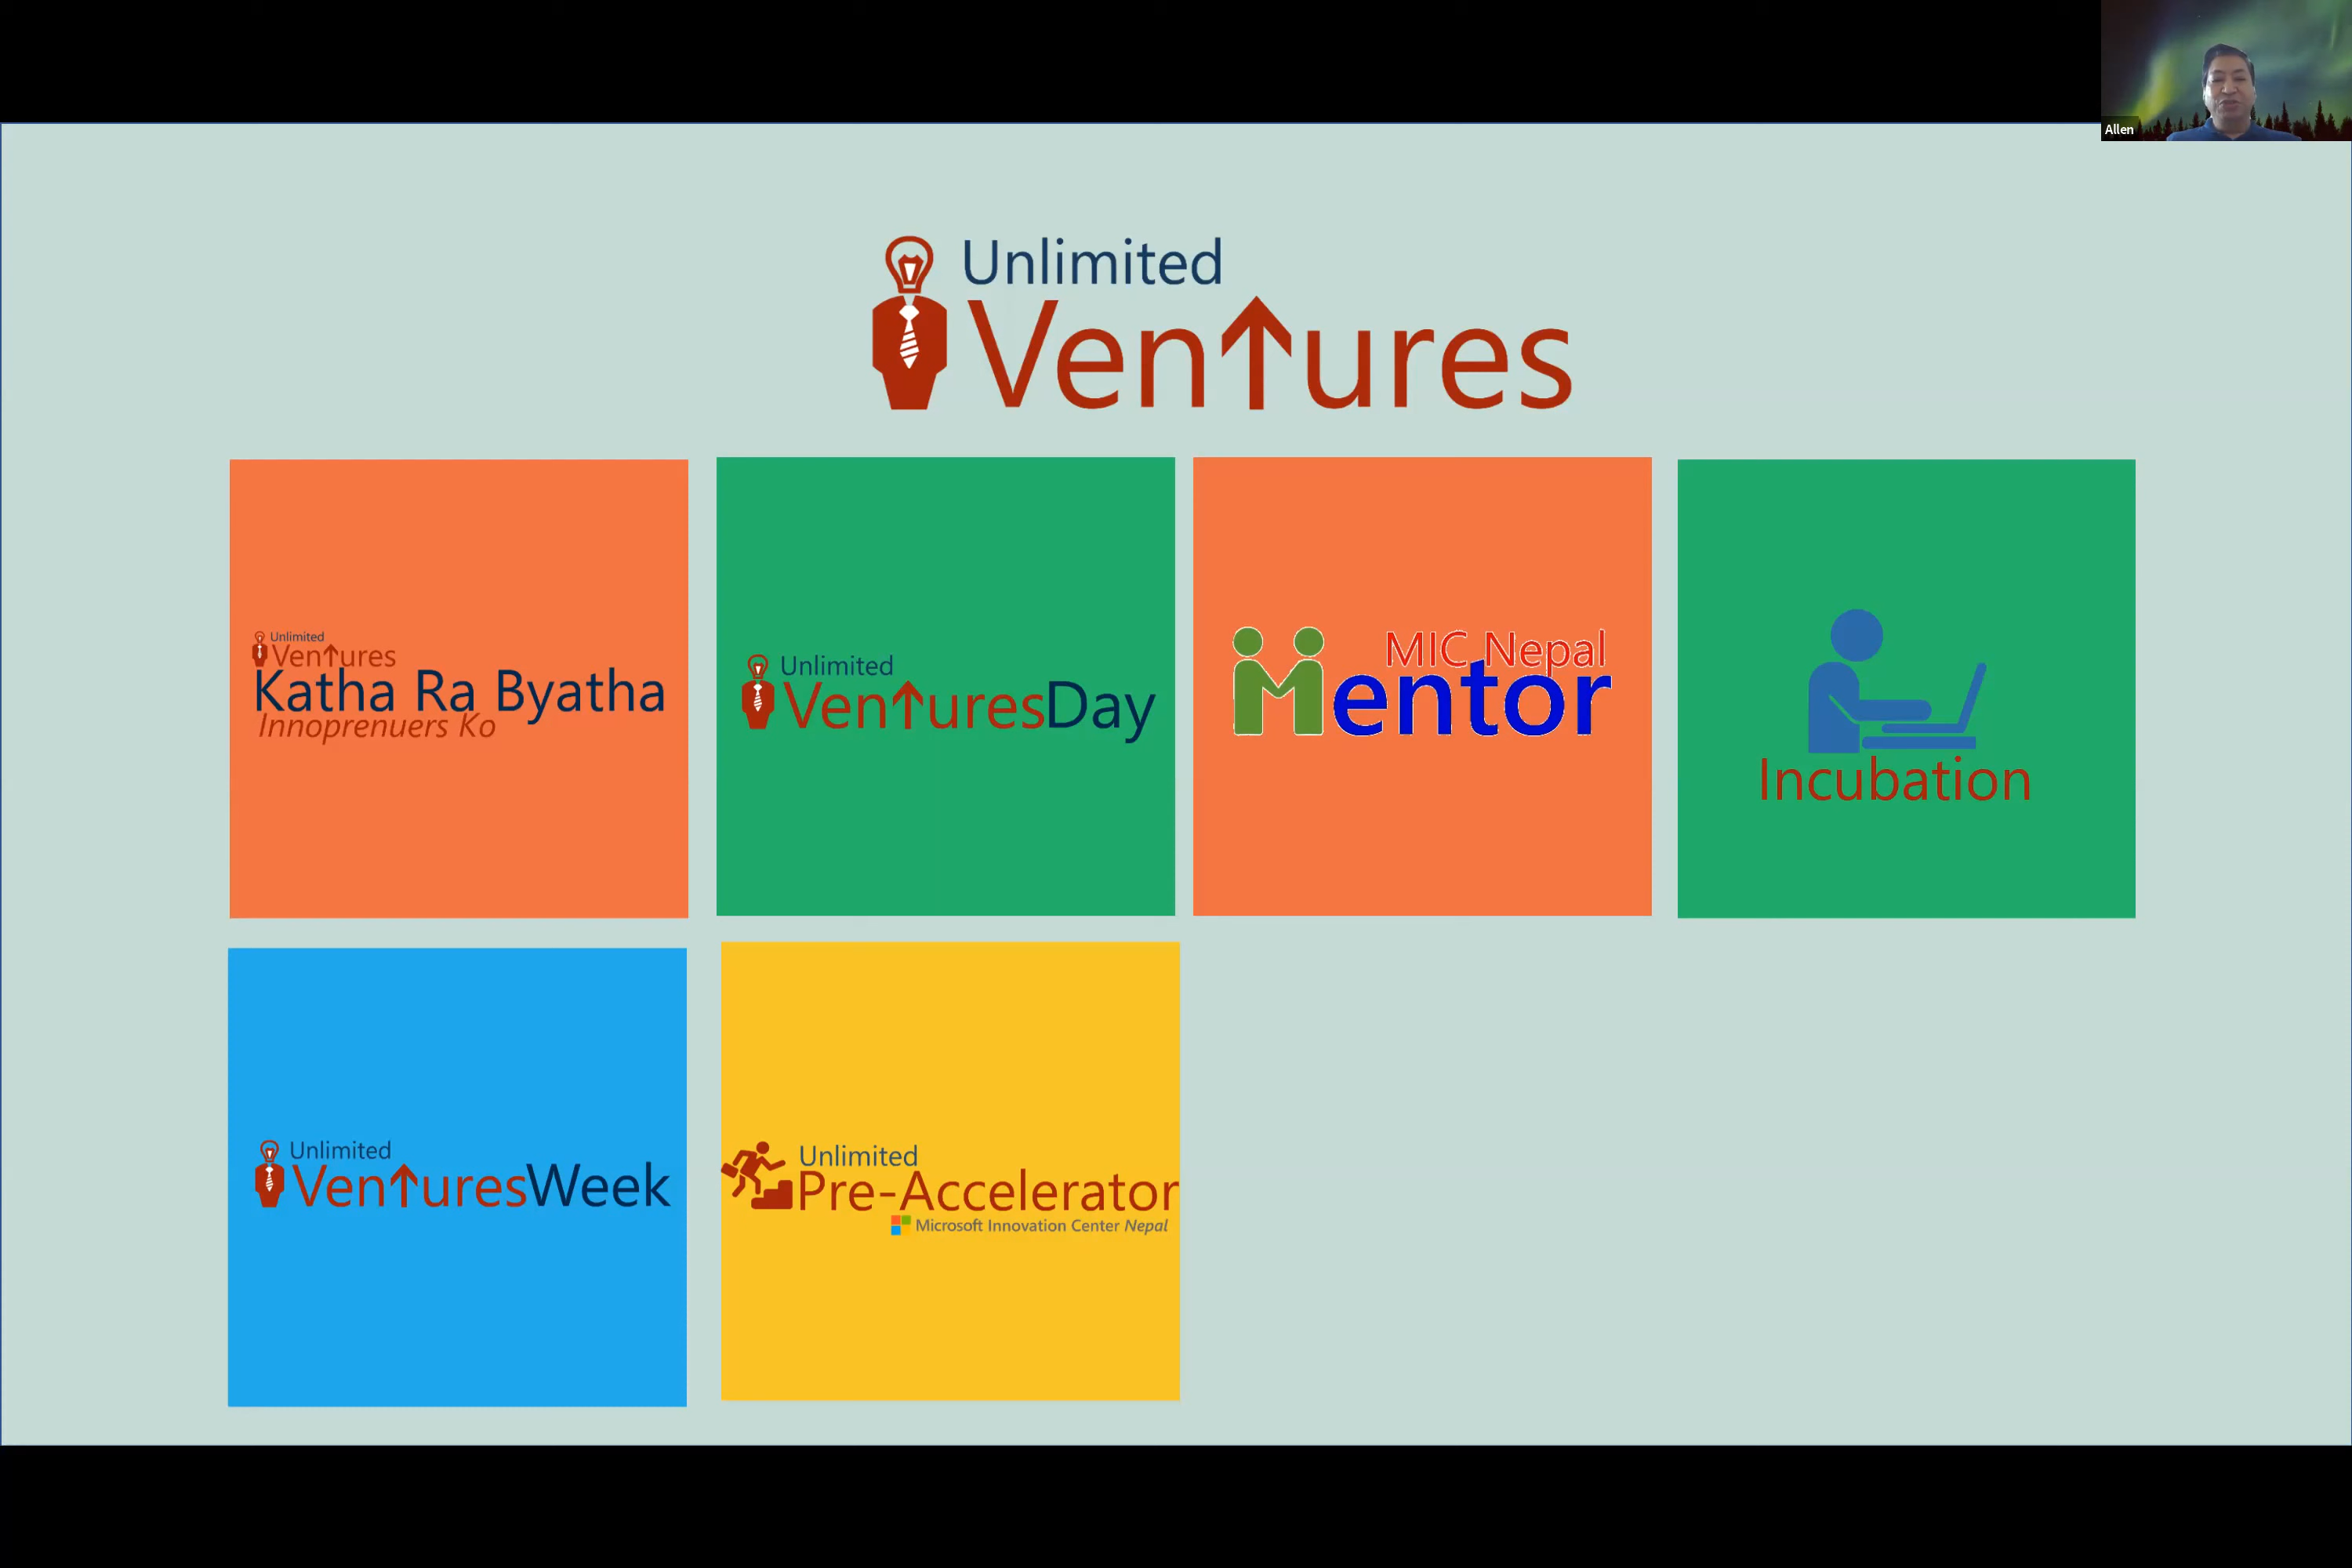 Allen
Unlimited
Ventures
Unlimited
Ventures
Katha Ra Byatha
Innoprenuers Ko
Unlimited
VenturesDay
MIC Nepal
Mentor
Incubation
Unlimited
VenturesWeek
Unlimited
Pre-Accelerator
Microsoft Innovation Center Nepal